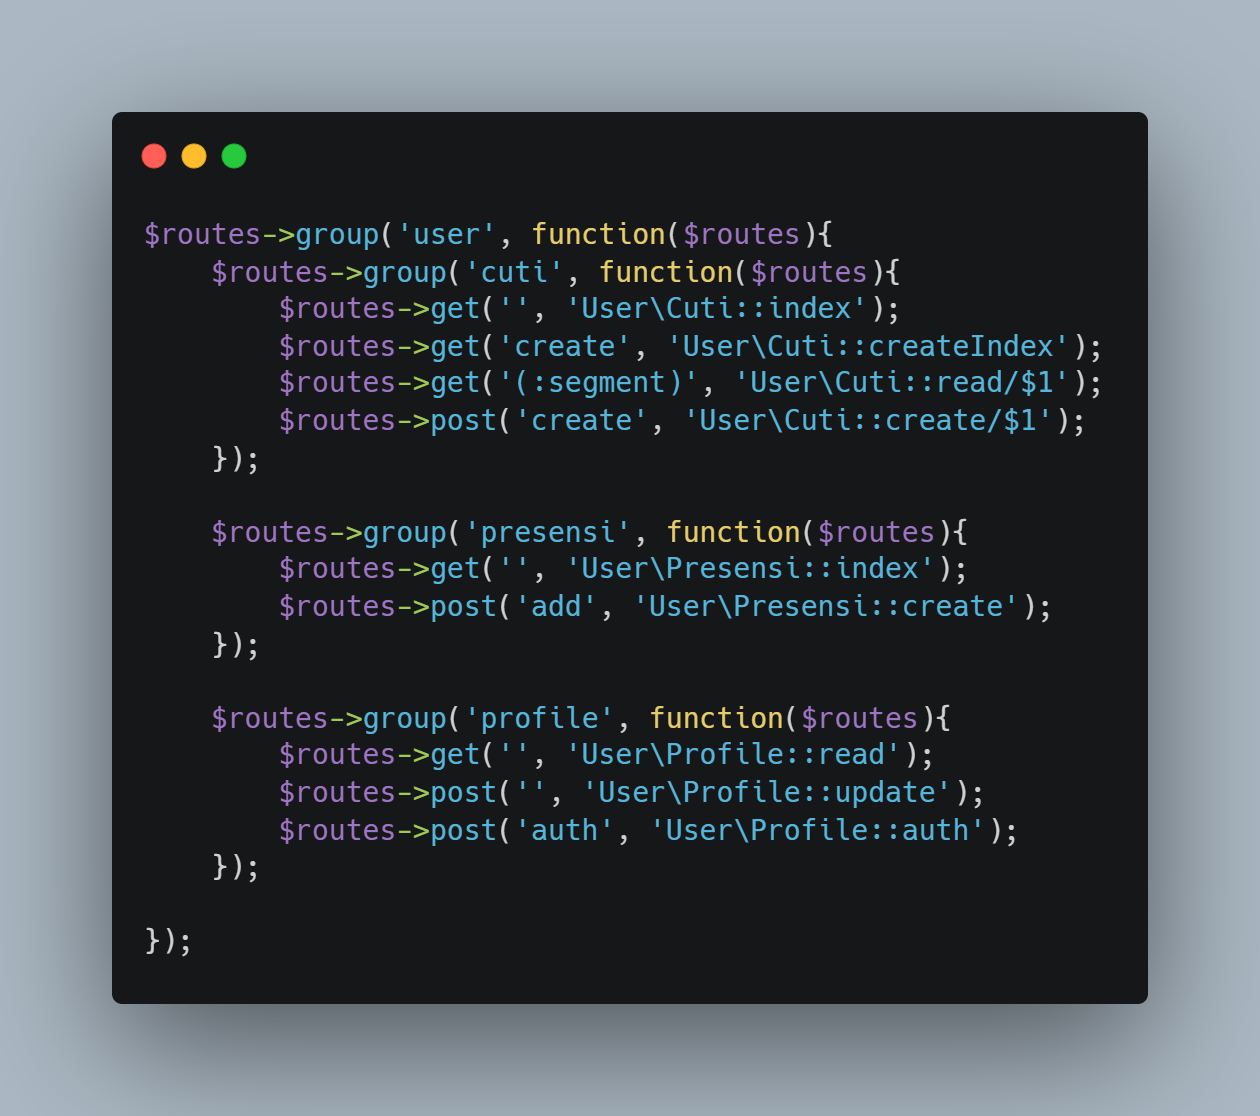 $routes->group('user', function($routes){
    $routes->group('cuti', function($routes){
        $routes->get('', 'User\Cuti::index');
        $routes->get('create', 'User\Cuti::createIndex');
        $routes->get('(:segment)', 'User\Cuti::read/$1');
        $routes->post('create', 'User\Cuti::create/$1');
    });

    $routes->group('presensi', function($routes){
        $routes->get('', 'User\Presensi::index');
        $routes->post('add', 'User\Presensi::create');
    });

    $routes->group('profile', function($routes){
        $routes->get('', 'User\Profile::read');
        $routes->post('', 'User\Profile::update');
        $routes->post('auth', 'User\Profile::auth');
    });

});